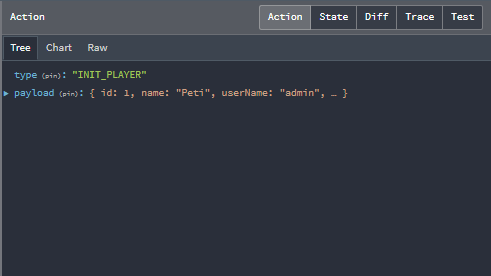 Action Action State Diff Trace Test
Tree Chart Raw
type (pin): "INIT_PLAYER"
payload (pin): { id: 1, name: "Peti", userName: "admin", … }